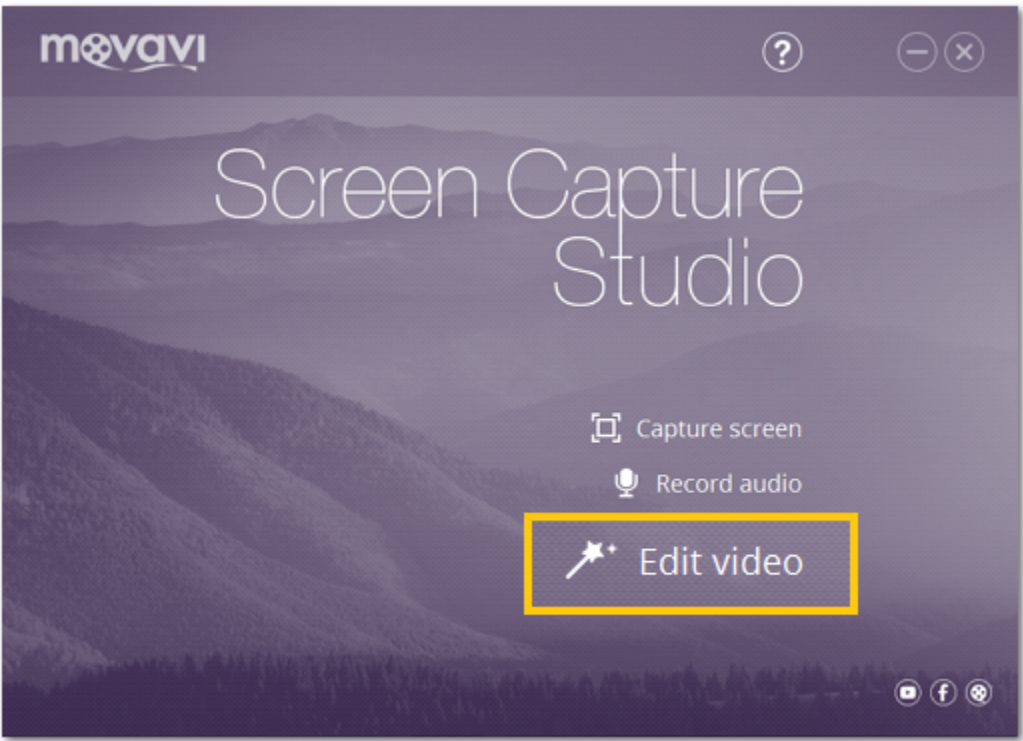 movavi
?
Screen Capture
Studio
Capture screen
Record audio
Edit video